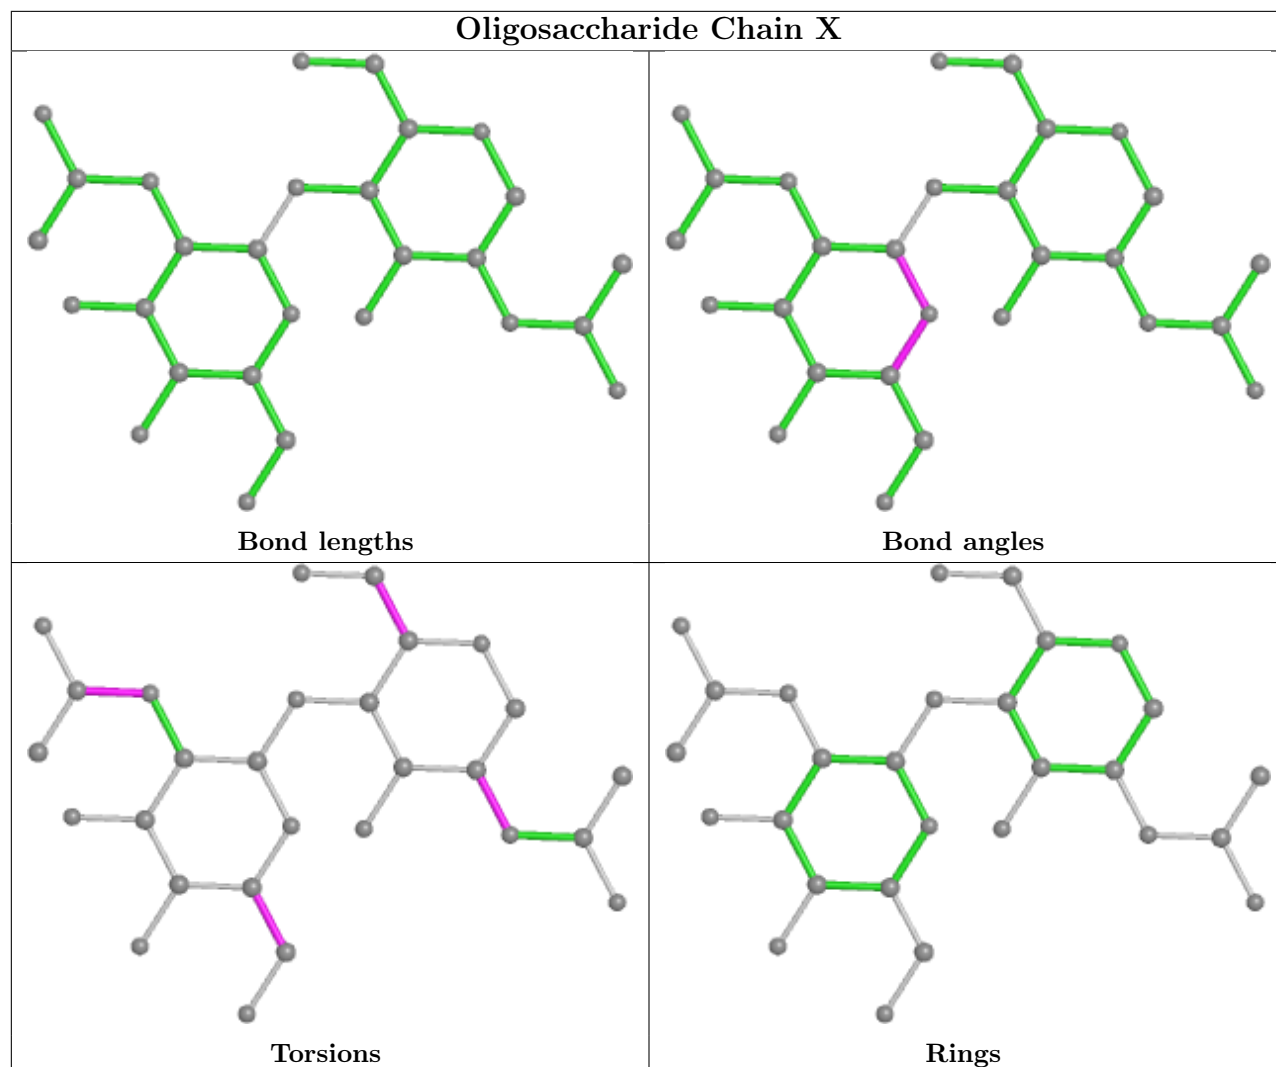 Oligosaccharide Chain X
Bond lengths
Bond angles
Torsions
Rings